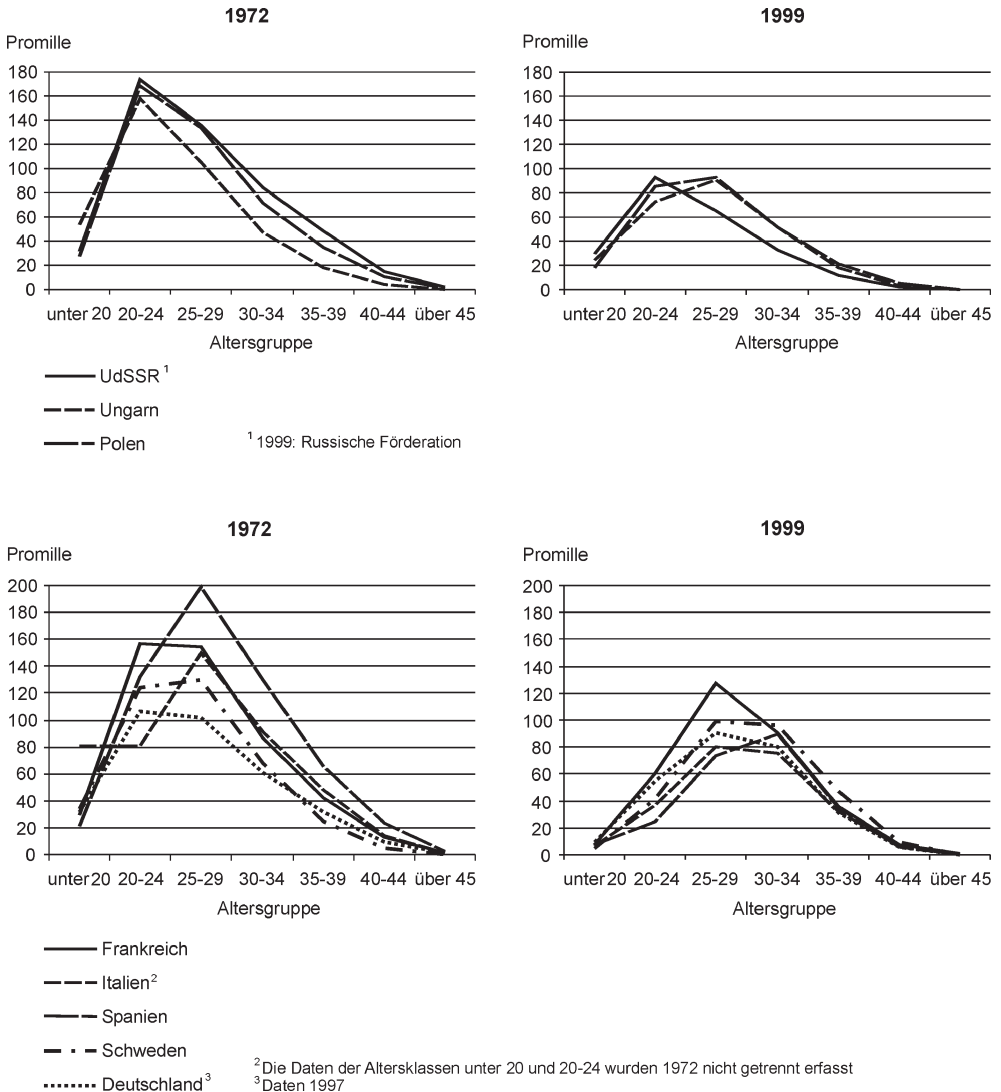 1972
1999
Promille
Promille
180
160
140
120
100
80
60
40
20
0
unter 20 20-24 25-29 30-34 35-39 40-44 über 45
Altersgruppe
180
160
140
120
100
80
60
40
20
0
unter 20 20-24 25-29 30-34 35-39 40-44 über 45
Altersgruppe
UdSSR 1
Ungarn
Polen
1 1999: Russische Förderation
1972
1999
Promille
Promille
200
180
160
140
120
100
80
60
40
20
0
unter 20 20-24 25-29 30-34 35-39 40-44 über 45
Altersgruppe
200
180
160
140
120
100
80
60
40
20
0
unter 20 20-24 25-29 30-34 35-39 40-44 über 45
Altersgruppe
Frankreich
Italien2
Spanien
Schweden
Deutschland3
2 Die Daten der Altersklassen unter 20 und 20-24 wurden 1972 nicht getrennt erfasst
3 Daten 1997